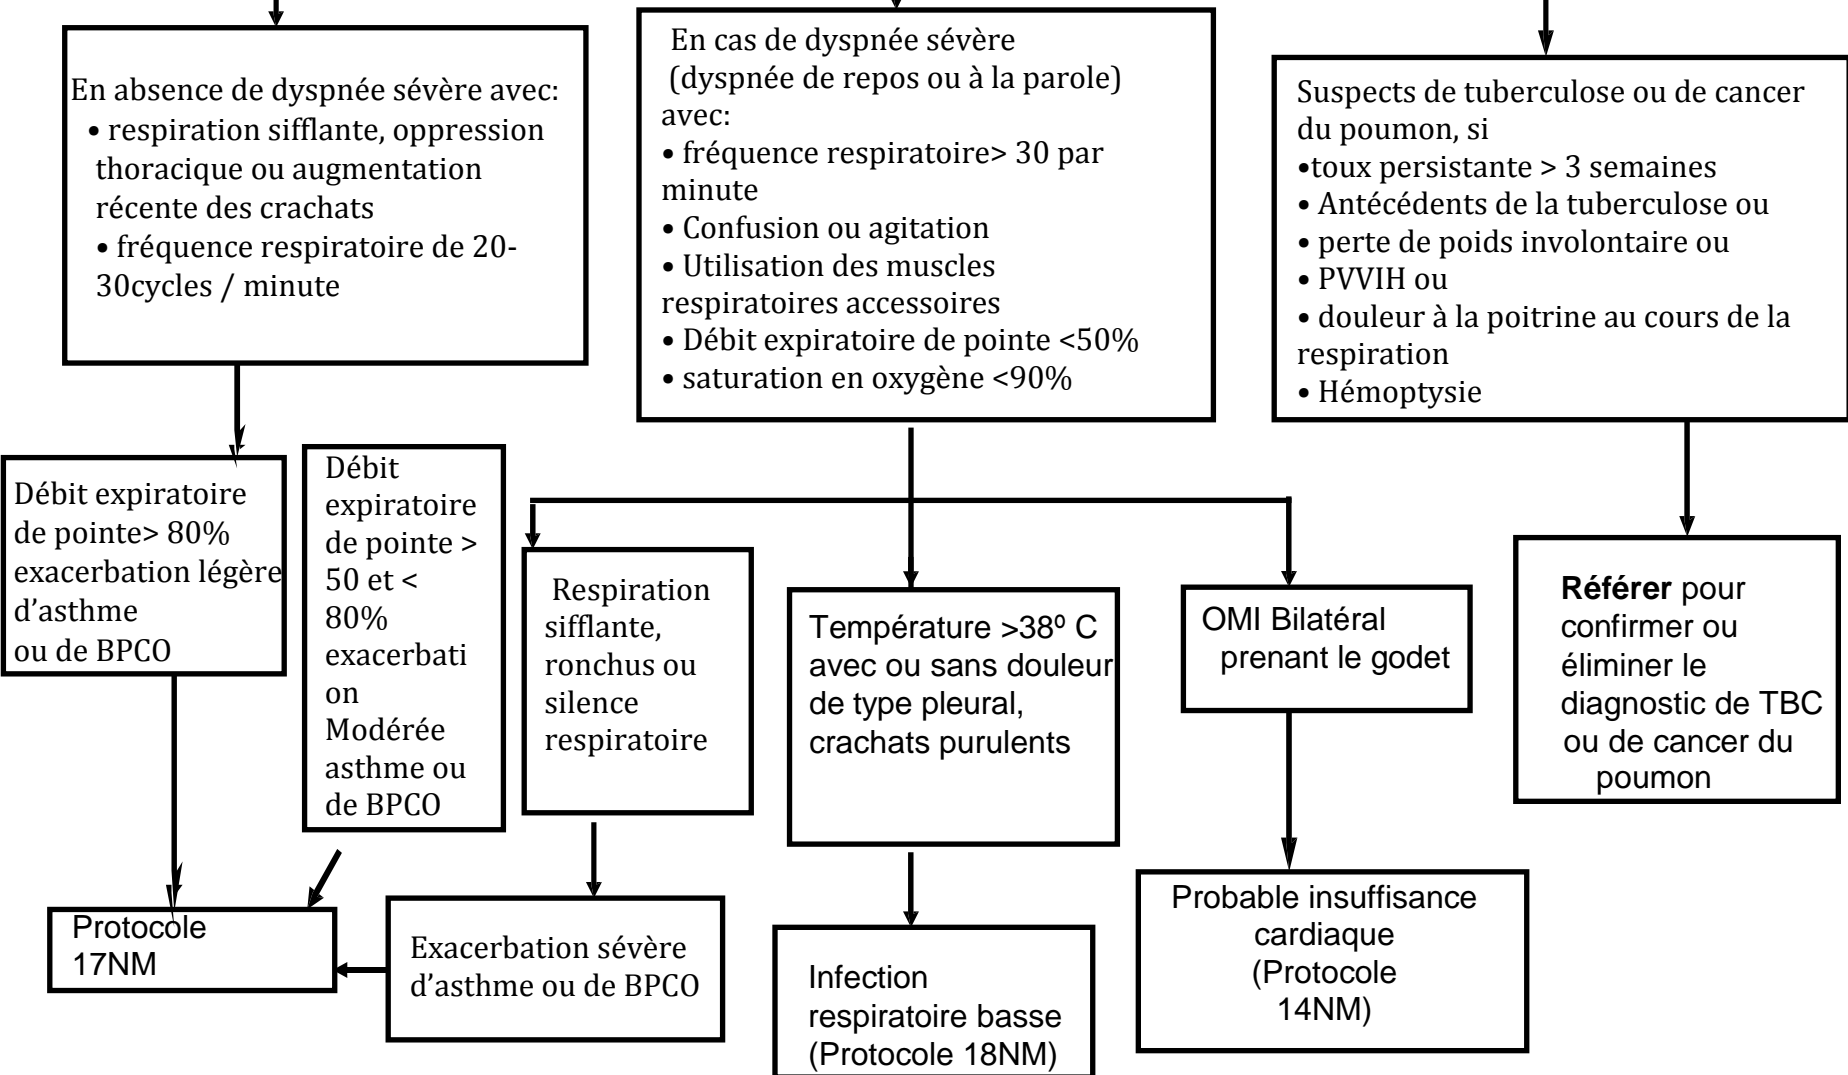 En absence de dyspnée sévère avec:
• respiration sifflante, oppression
thoracique ou augmentation
récente des crachats
• fréquence respiratoire de 20-
30cycles / minute
En cas de dyspnée sévère
(dyspnée de repos ou à la parole)
avec:
• fréquence respiratoire> 30 par
minute
• Confusion ou agitation
• Utilisation des muscles
respiratoires accessoires
• Débit expiratoire de pointe <50%
• saturation en oxygène <90%
Suspects de tuberculose ou de cancer
du poumon, si
•toux persistante > 3 semaines
• Antécédents de la tuberculose ou
• perte de poids involontaire ou
• PVVIH ou
• douleur à la poitrine au cours de la
respiration
• Hémoptysie
Débit expiratoire
de pointe> 80%
exacerbation légère
d’asthme
ou de BPCO
Débit
expiratoire
de pointe >
50 et <
80%
exacerbati
on
Modérée
asthme ou
de BPCO
Respiration
sifflante,
ronchus ou
silence
respiratoire
Température >38º C
avec ou sans douleur
de type pleural,
crachats purulents
OMI Bilatéral
prenant le godet
Référer pour
confirmer ou
éliminer le
diagnostic de TBC
ou de cancer du
poumon
Protocole
17NM
Exacerbation sévère
d’asthme ou de BPCO
Infection
respiratoire basse
(Protocole 18NM)
Probable insuffisance
cardiaque
(Protocole
14NM)